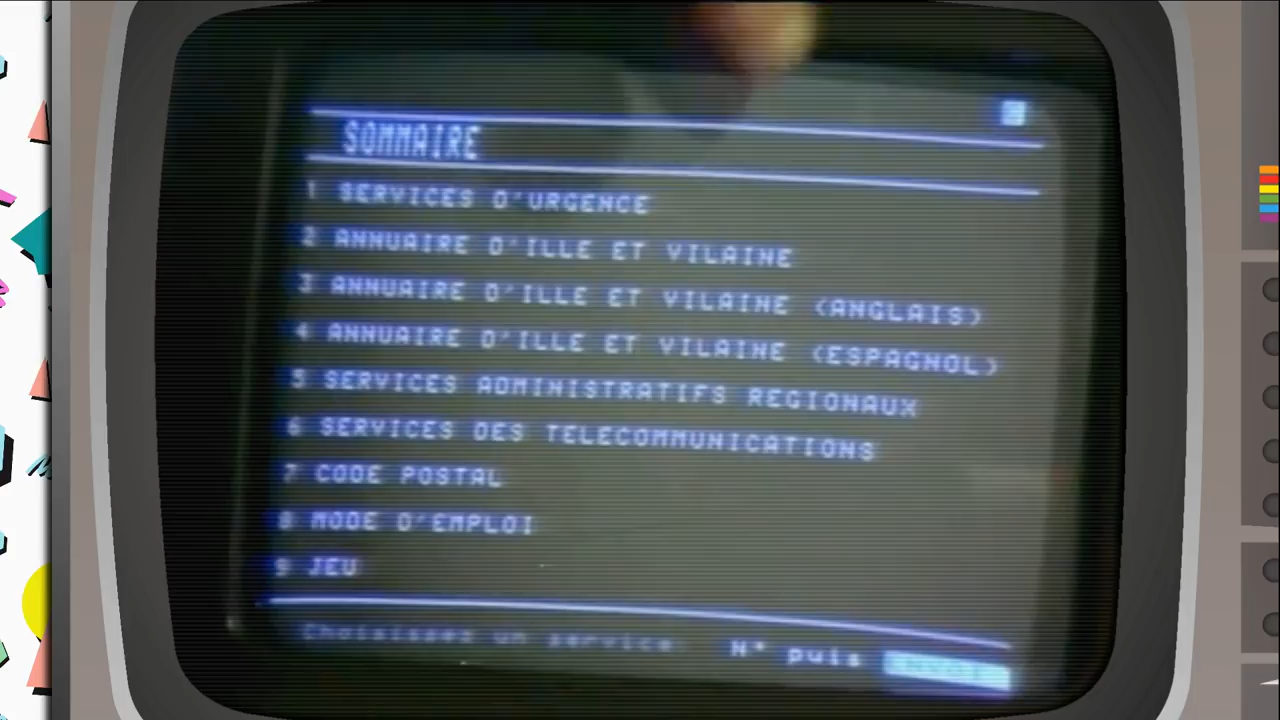 SOMMAIRE
1 SERVICES D'URGENCE
2 ANNUAIRE D'ILLE ET VILAINE
3 ANNUAIRE D'ILLE ET VILAINE (ANGLAIS)
4 ANNUAIRE D'ILLE ET VILAINE (ESPAGNOL)
5 SERVICES ADMINISTRATIFS REGIONAUX
6 SERVICES DES TELECOMMUNICATIONS
7 CODE POSTAL
8 MODE D'EMPLOI
9 JEU
Choisissez un service N° puis ENVOI